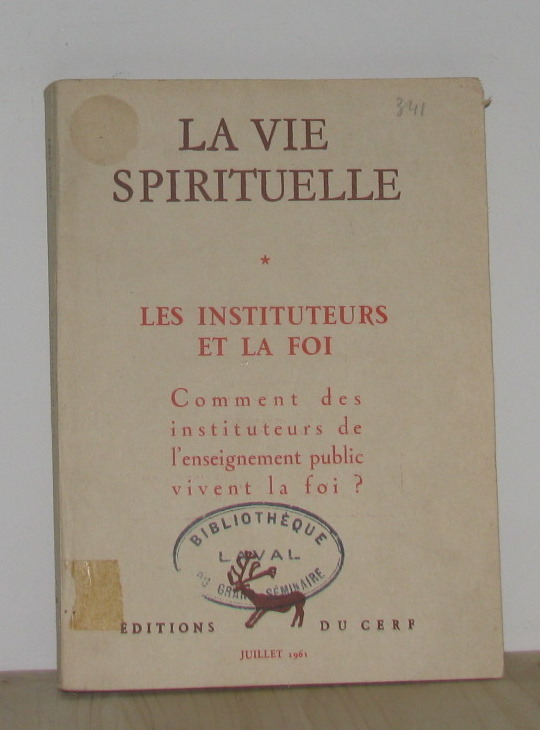 341
LA VIE
SPIRITUELLE
*
LES INSTITUTEURS
ET LA FOI
Comment des
instituteurs de
l'enseignement public
vivent la foi ?
BIBLIOTHÈQUE
LAVAL
DU GRAND SÉMINAIRE
EDITIONS DU CERF
JUILLET 1961